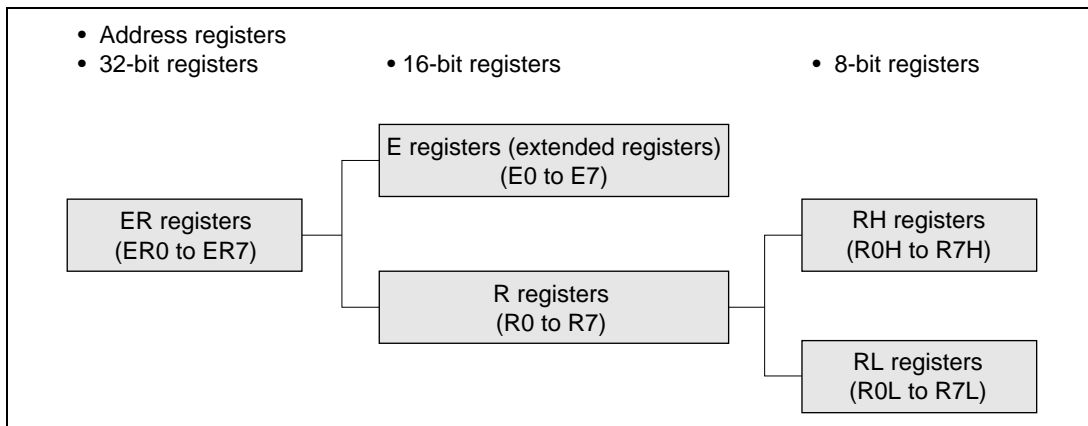 • Address registers
• 32-bit registers
• 16-bit registers
• 8-bit registers
E registers (extended registers)
(E0 to E7)
ER registers
(ER0 to ER7)
RH registers
(R0H to R7H)
R registers
(R0 to R7)
RL registers
(R0L to R7L)